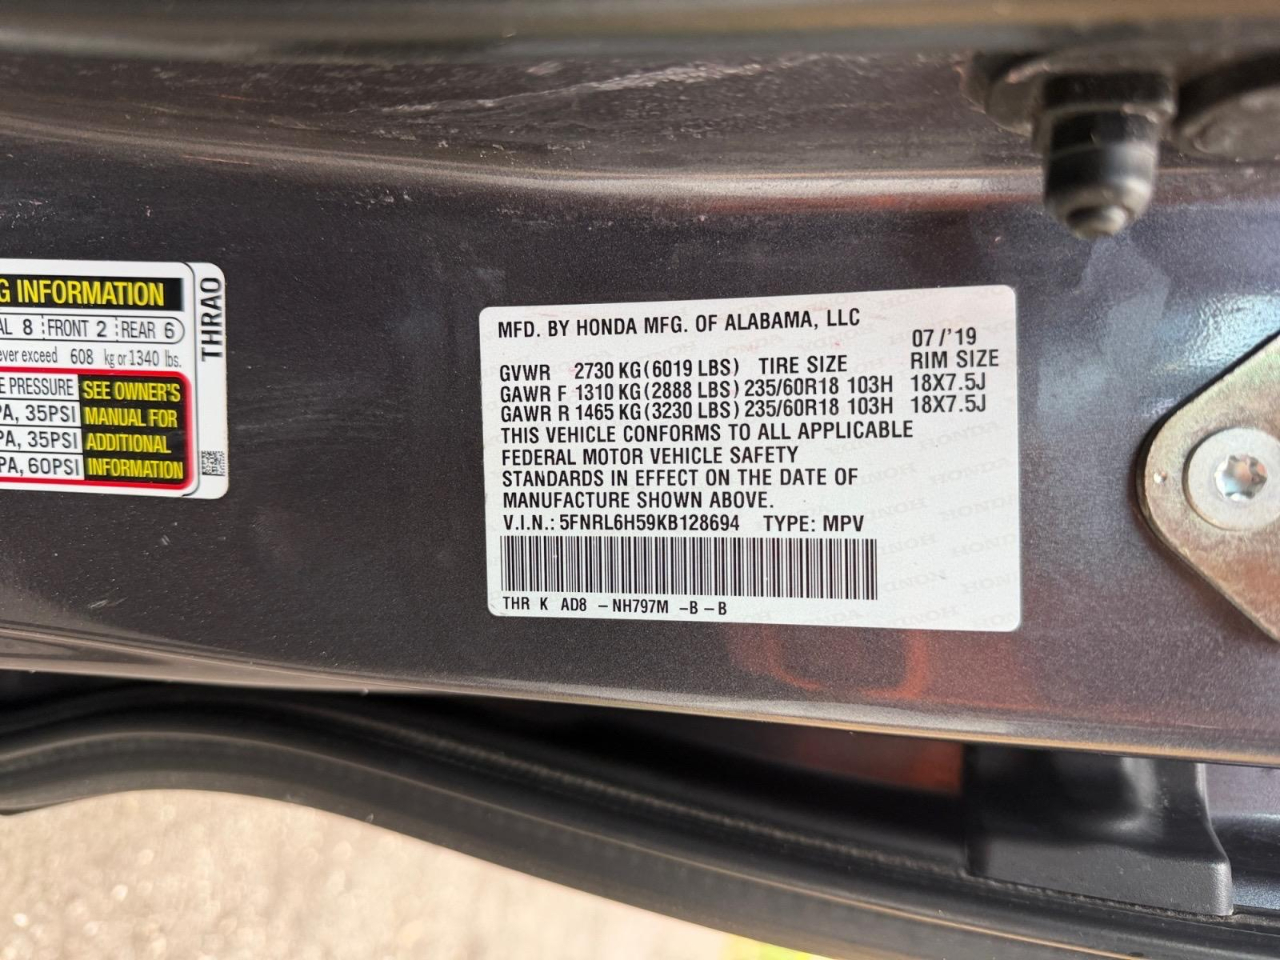 G INFORMATION
AL 8 FRONT 2 REAR 6
ever exceed 608 kg or 1340 lbs.
E PRESSURE SEE OWNER'S
PA, 35PSI MANUAL FOR
PA, 35PSI ADDITIONAL
PA, 60PSI INFORMATION
THRAO
MFD. BY HONDA MFG. OF ALABAMA, LLC
07/'19
GVWR 2730 KG (6019 LBS) TIRE SIZE RIM SIZE
GAWR F 1310 KG (2888 LBS) 235/60R18 103H 18X7.5J
GAWR R 1465 KG (3230 LBS) 235/60R18 103H 18X7.5J
THIS VEHICLE CONFORMS TO ALL APPLICABLE
FEDERAL MOTOR VEHICLE SAFETY
STANDARDS IN EFFECT ON THE DATE OF
MANUFACTURE SHOWN ABOVE.
V.I.N.: 5FNRL6H59KB128694 TYPE: MPV
THR K AD8 - NH797M - B - B